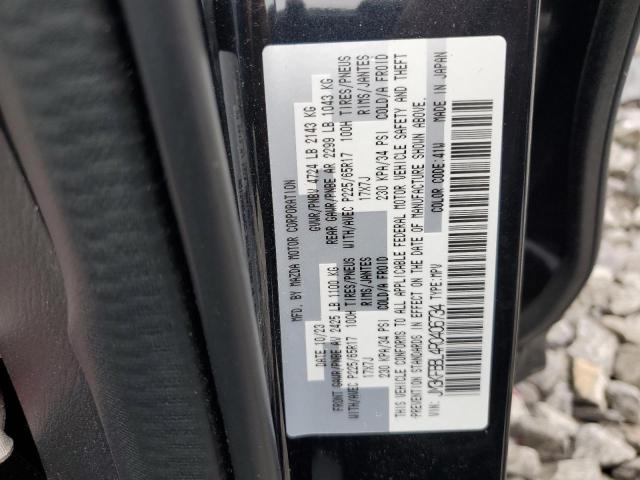 MFD. BY MAZDA MOTOR CORPORATION
DATE 10/23 GVWR/PNBV 4724 LB 2143 KG
FRONT GAWR/PNBE AV 2425 LB 1100 KG REAR GAWR/PNBE AR 2299 LB 1043 KG
WITH/AVEC P225/65R17 100H TIRES/PNEUS WITH/AVEC P225/65R17 100H TIRES/PNEUS
17X7J RIMS/JANTES 17X7J RIMS/JANTES
230 KPA/34 PSI COLD/A FROID 230 KPA/34 PSI COLD/A FROID
THIS VEHICLE CONFORMS TO ALL APPLICABLE FEDERAL MOTOR VEHICLE SAFETY AND THEFT
PREVENTION STANDARDS IN EFFECT ON THE DATE OF MANUFACTURE SHOWN ABOVE.
VIN: TYPE:MPV COLOR CODE:41W MADE IN JAPAN